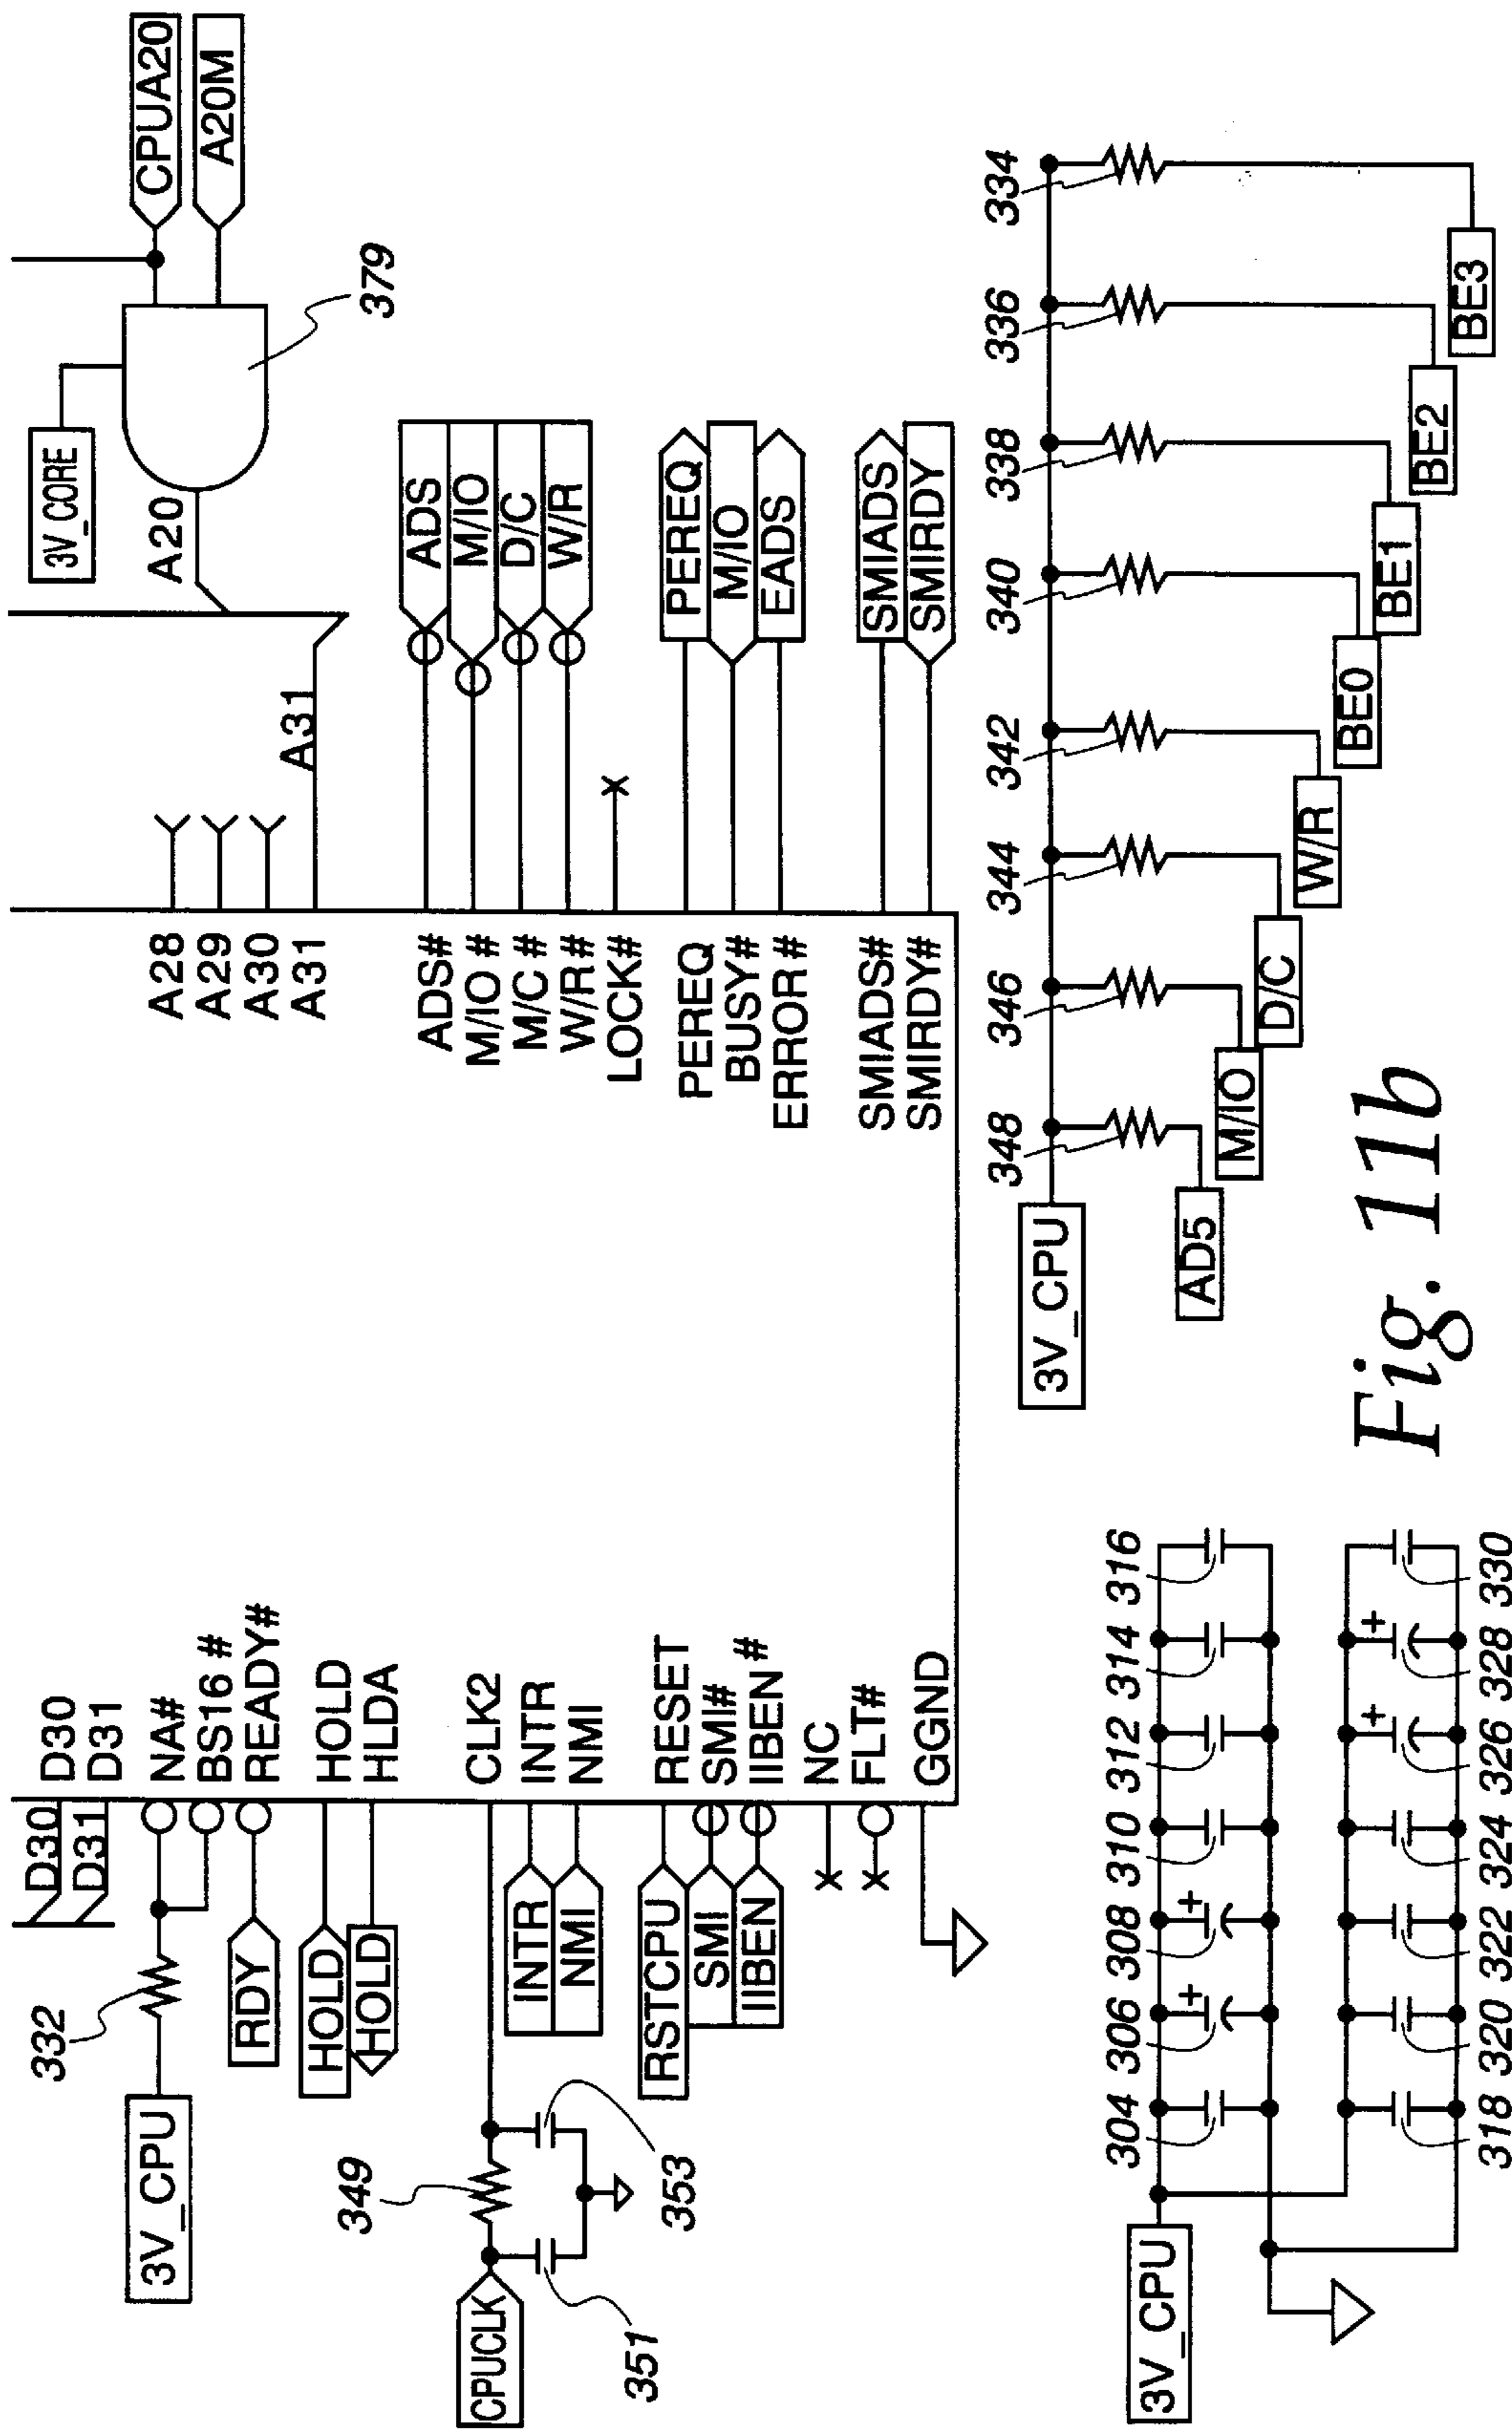 D30
D31
D30
D31
NA#
BS16 #
READY#
332
3V_CPU
RDY
HOLD
HLDA
HOLD
HOLD
CLK2
349
CPUCLK
351
353
INTR
NMI
INTR
NMI
RESET
SMI#
IIBEN#
RSTCPU
SMI
IIBEN
NC
FLT#
GGND
A28
A29
A30
A31
A31
A20
3V_CORE
CPUA20
A20M
379
ADS#
M/IO #
M/C #
W/R#
LOCK#
ADS
M/IO
D/C
W/R
PEREQ
BUSY#
ERROR#
PEREQ
M/IO
EADS
SMIADS#
SMIRDY#
SMIADS
SMIRDY
3V_CPU
304 306 308 310 312 314 316
+ +
+ +
318 320 322 324 326 328 330
3V_CPU
348 346 344 342 340 338 336 334
AD5
M/IO
D/C
W/R
BE0
BE1
BE2
BE3
Fig. 11b